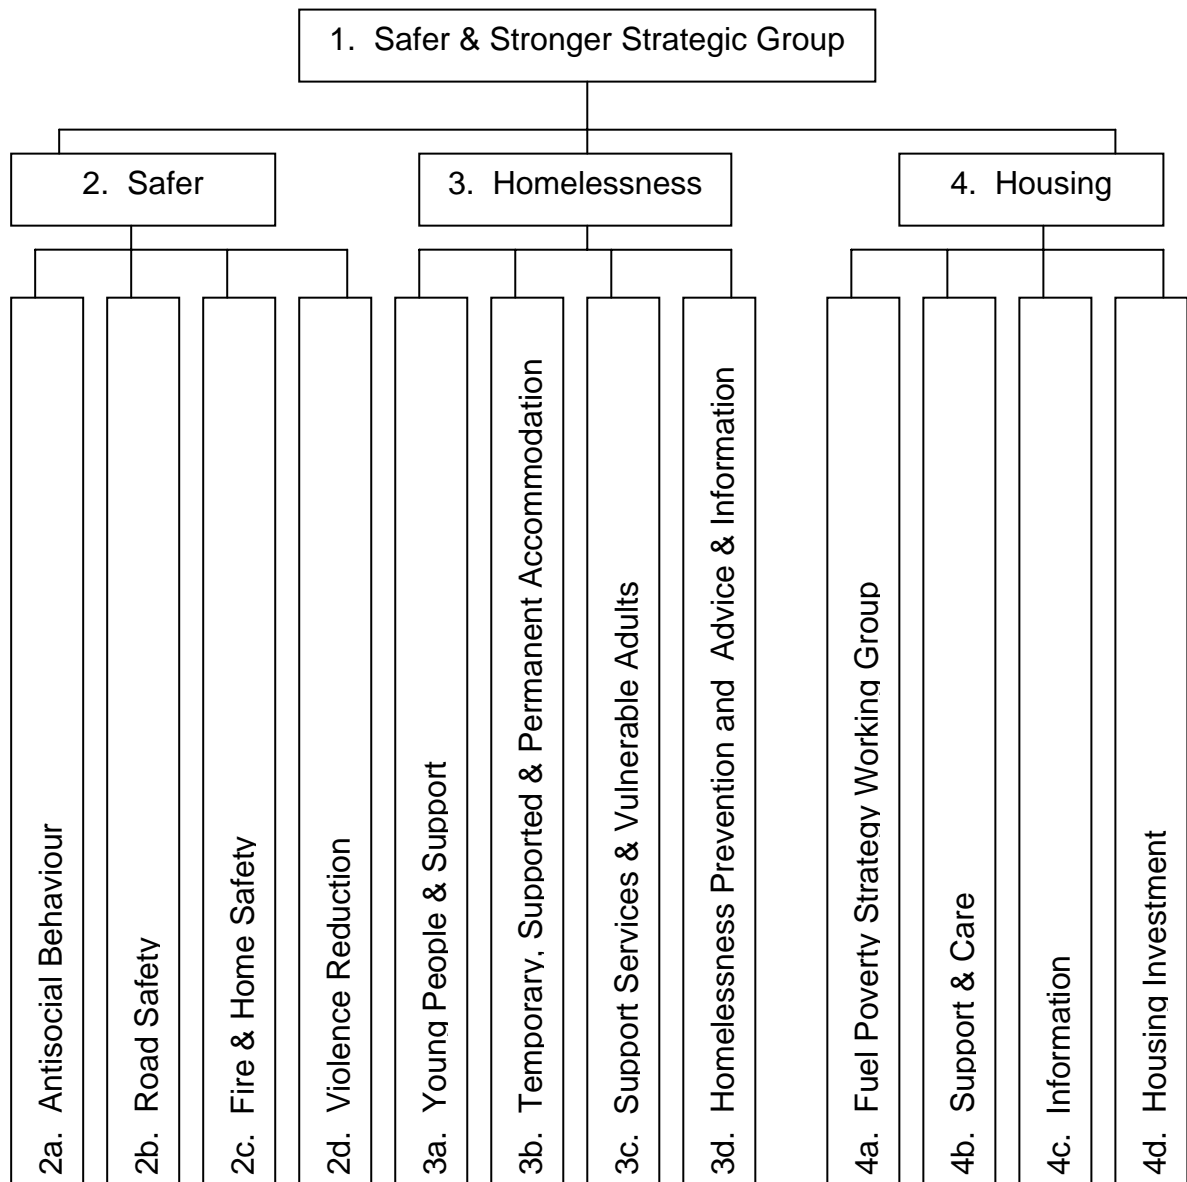 1. Safer & Stronger Strategic Group
2. Safer
3. Homelessness
4. Housing
2a. Antisocial Behaviour
2b. Road Safety
2c. Fire & Home Safety
2d. Violence Reduction
3a. Young People & Support
3b. Temporary, Supported & Permanent Accommodation
3c. Support Services & Vulnerable Adults
3d. Homelessness Prevention and Advice & Information
4a. Fuel Poverty Strategy Working Group
4b. Support & Care
4c. Information
4d. Housing Investment